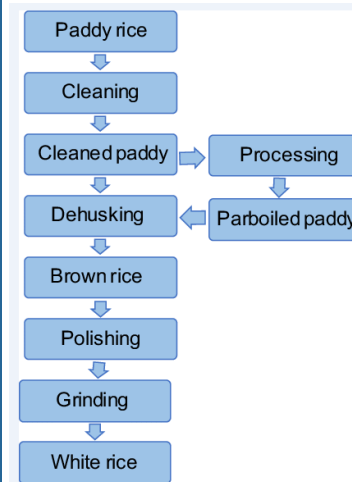 Paddy rice
Cleaning
Cleaned paddy
Processing
Dehusking
Parboiled paddy
Brown rice
Polishing
Grinding
White rice